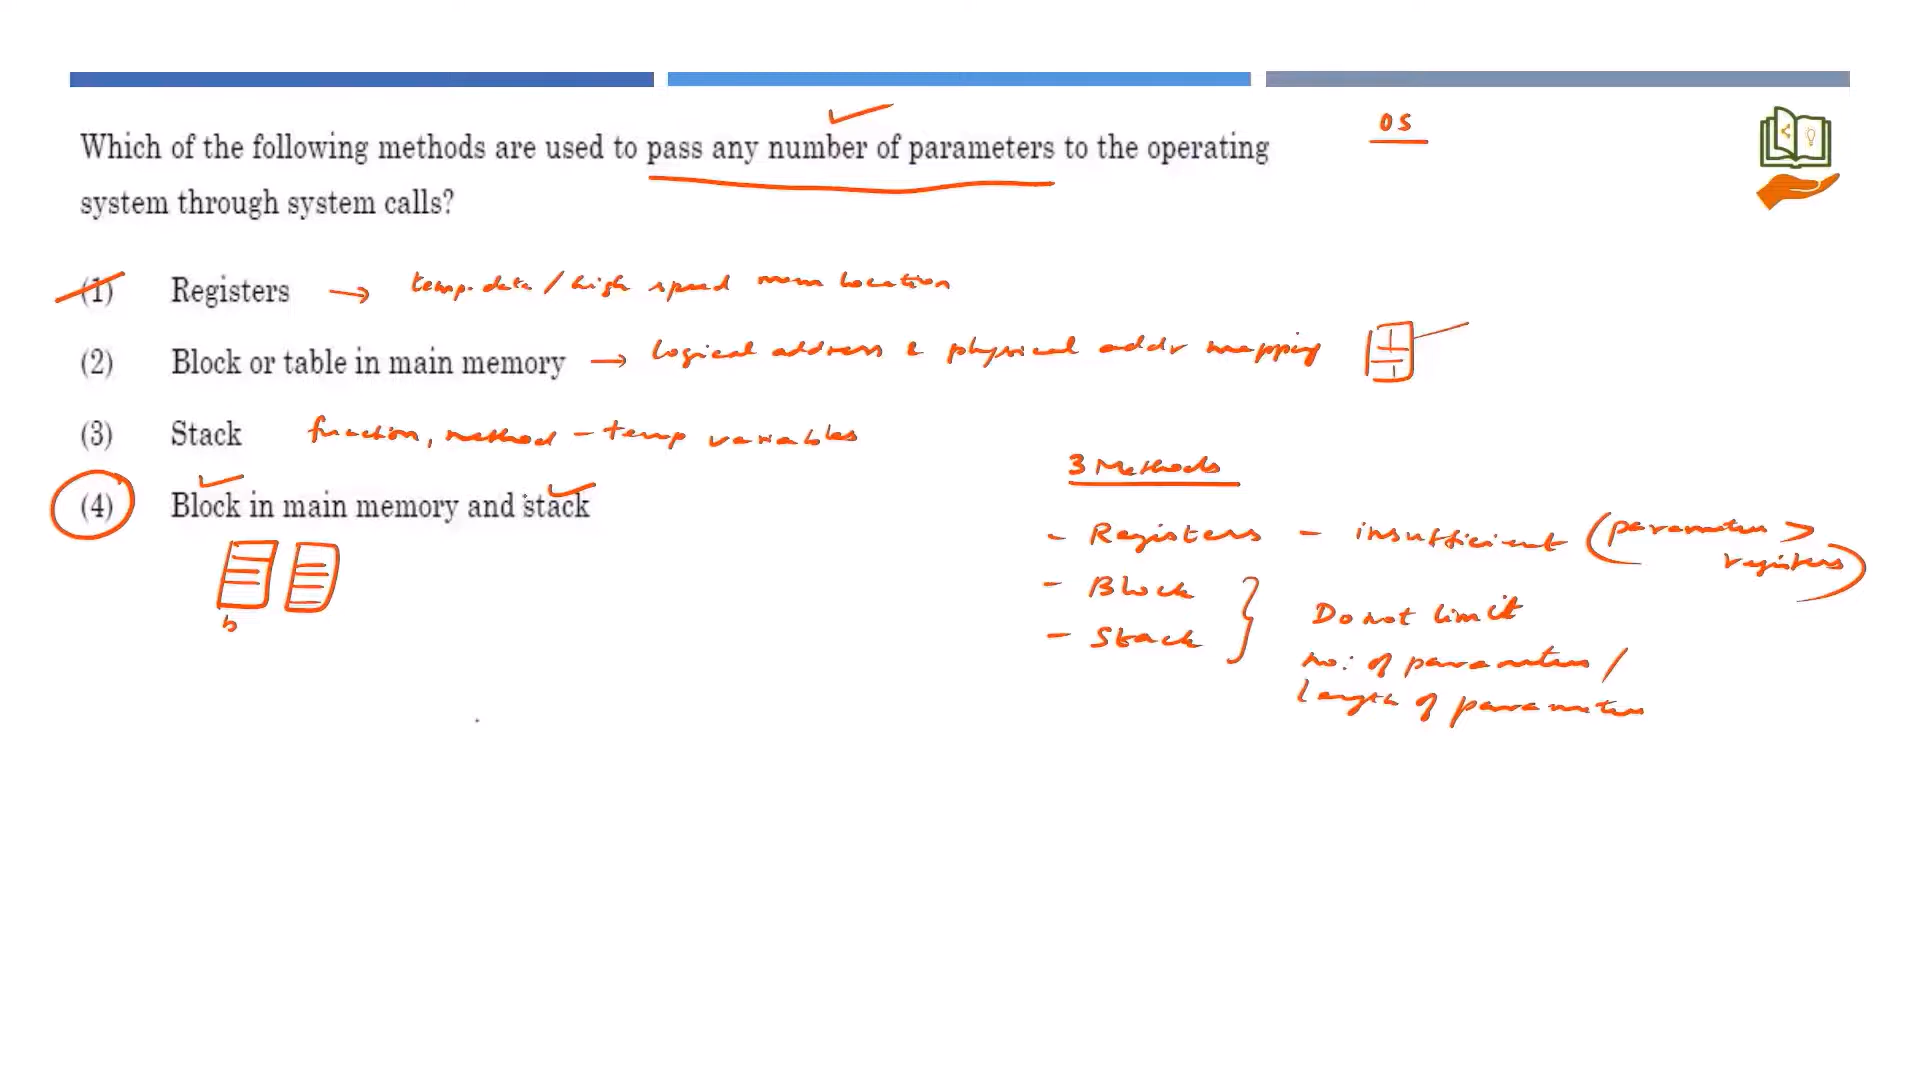 OS
Which of the following methods are used to pass any number of parameters to the operating
system through system calls?
(1) Registers → temp. data / high speed mem location
(2) Block or table in main memory → logical address & physical addr mapping
(3) Stack function, method - temp variables
(4) Block in main memory and stack
b
3 Methods
- Registers - insufficient (parameters >
registers)
- Block
- Stack
Do not limit
no: of parameters /
length of parameters